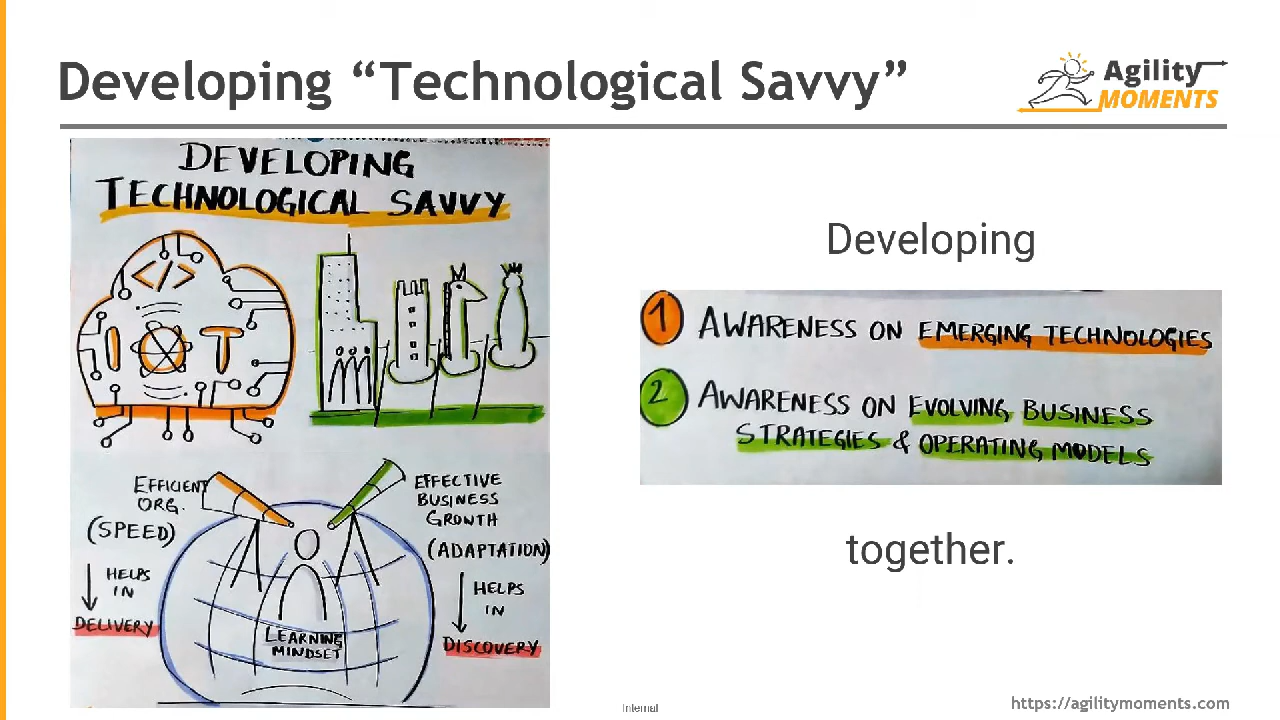 Developing “Technological Savvy”
Agility
MOMENTS
DEVELOPING
TECHNOLOGICAL SAVVY
</>
IOT
EFFICIENT
ORG.
(SPEED)
HELPS
IN
DELIVERY
EFFECTIVE
BUSINESS
GROWTH
(ADAPTATION)
HELPS
IN
DISCOVERY
LEARNING
MINDSET
Developing
1 AWARENESS ON EMERGING TECHNOLOGIES
2 AWARENESS ON EVOLVING BUSINESS
STRATEGIES & OPERATING MODELS
together.
Internal
https://agilitymoments.com